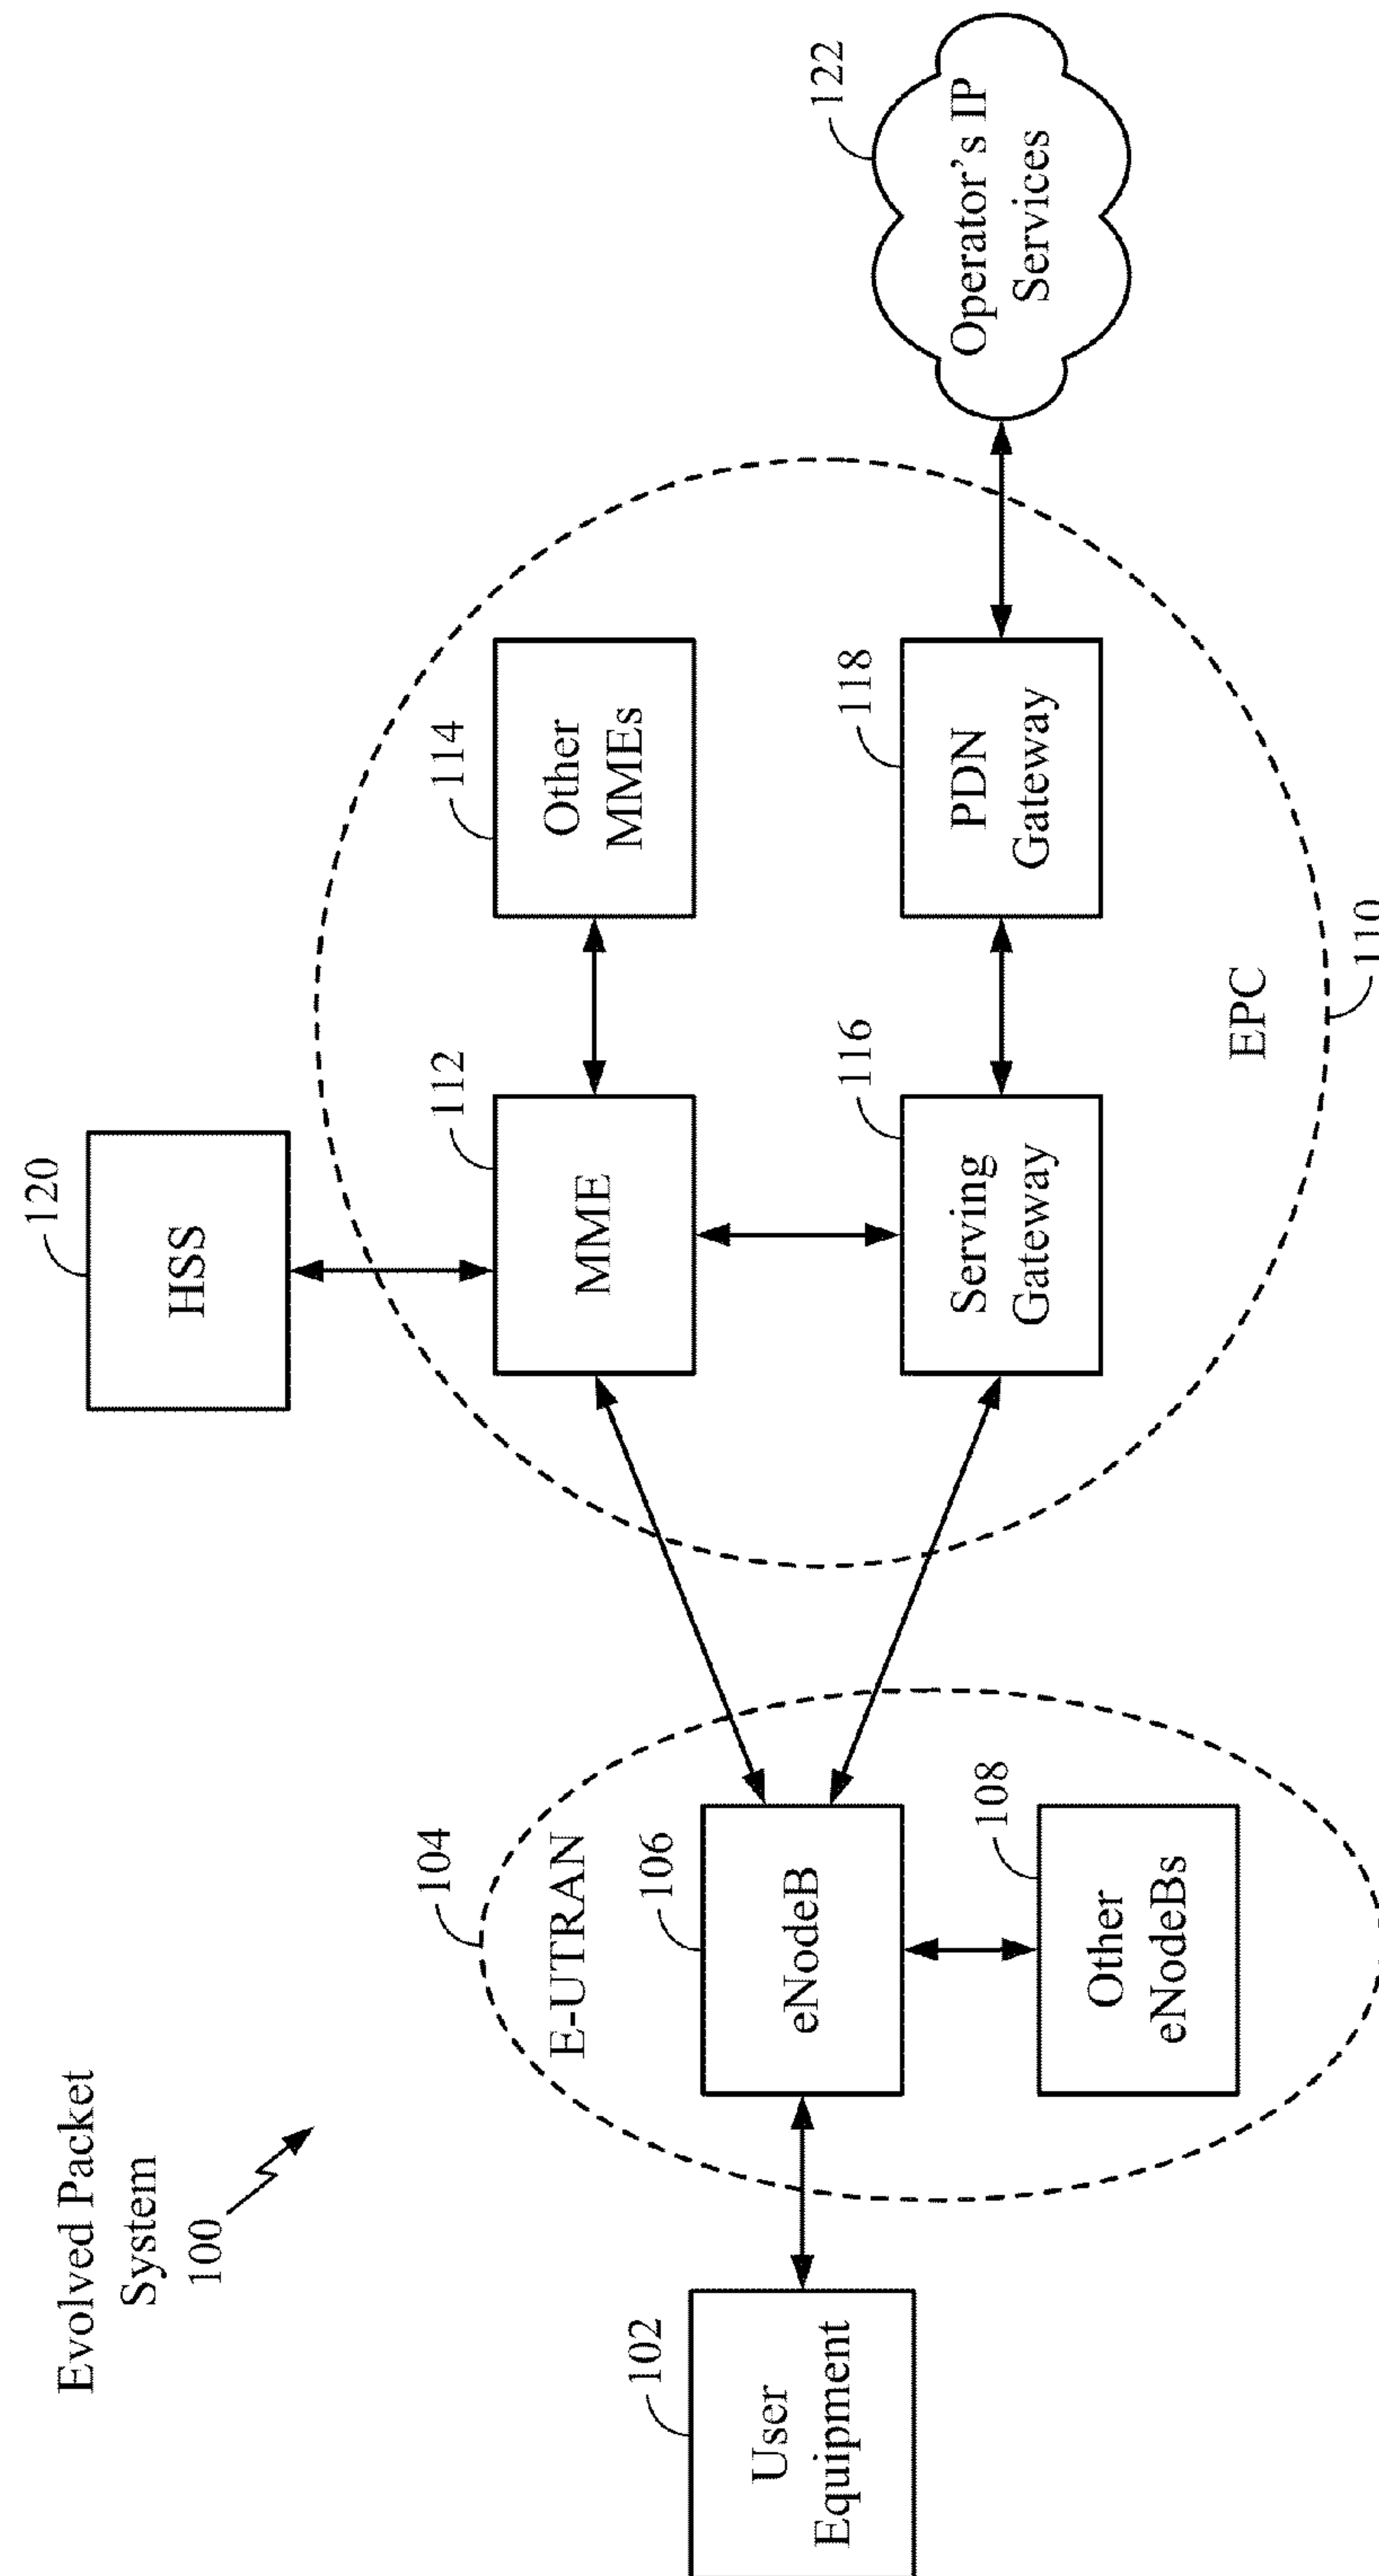 Evolved Packet
System
100
120
HSS
104
E-UTRAN
112
MME
114
Other
MMEs
122
Operator's IP
Services
102
User
Equipment
106
eNodeB
116
Serving
Gateway
118
PDN
Gateway
108
Other
eNodeBs
EPC
110